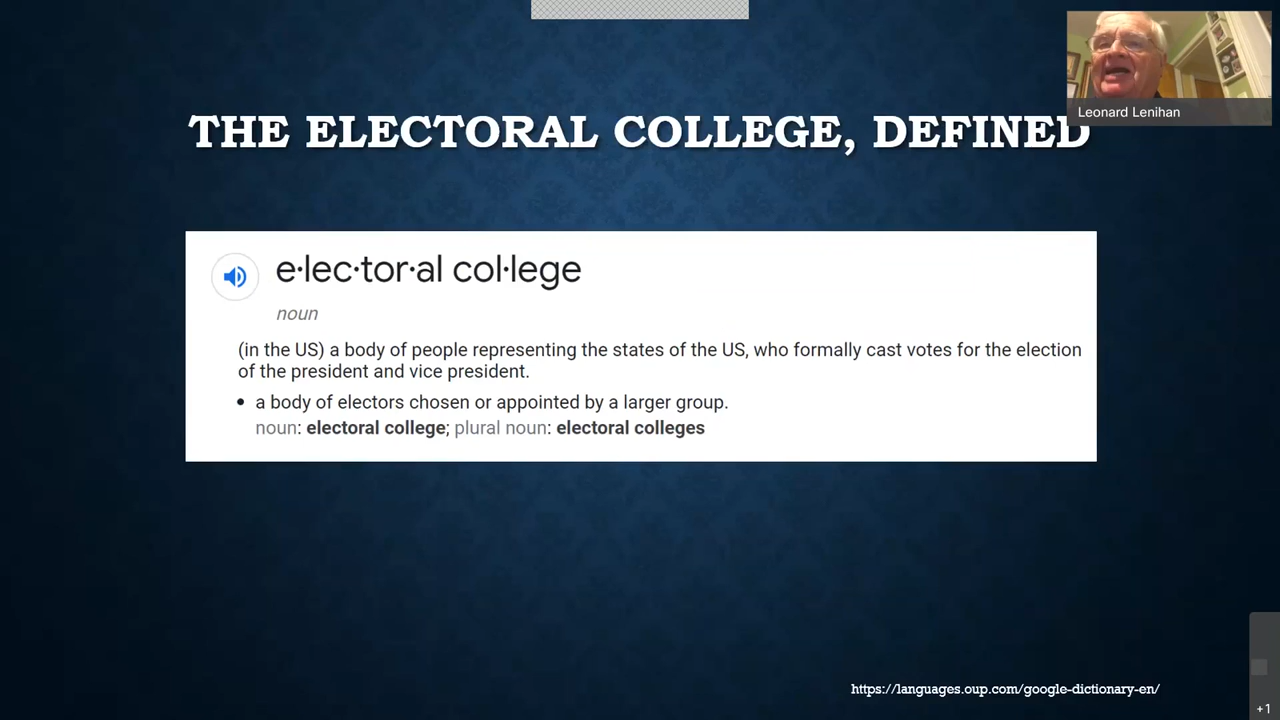 Leonard Lenihan
THE ELECTORAL COLLEGE, DEFINED
e·lec·tor·al col·lege
noun
(in the US) a body of people representing the states of the US, who formally cast votes for the election
of the president and vice president.
• a body of electors chosen or appointed by a larger group.
noun: electoral college; plural noun: electoral colleges
https://languages.oup.com/google-dictionary-en/
+1